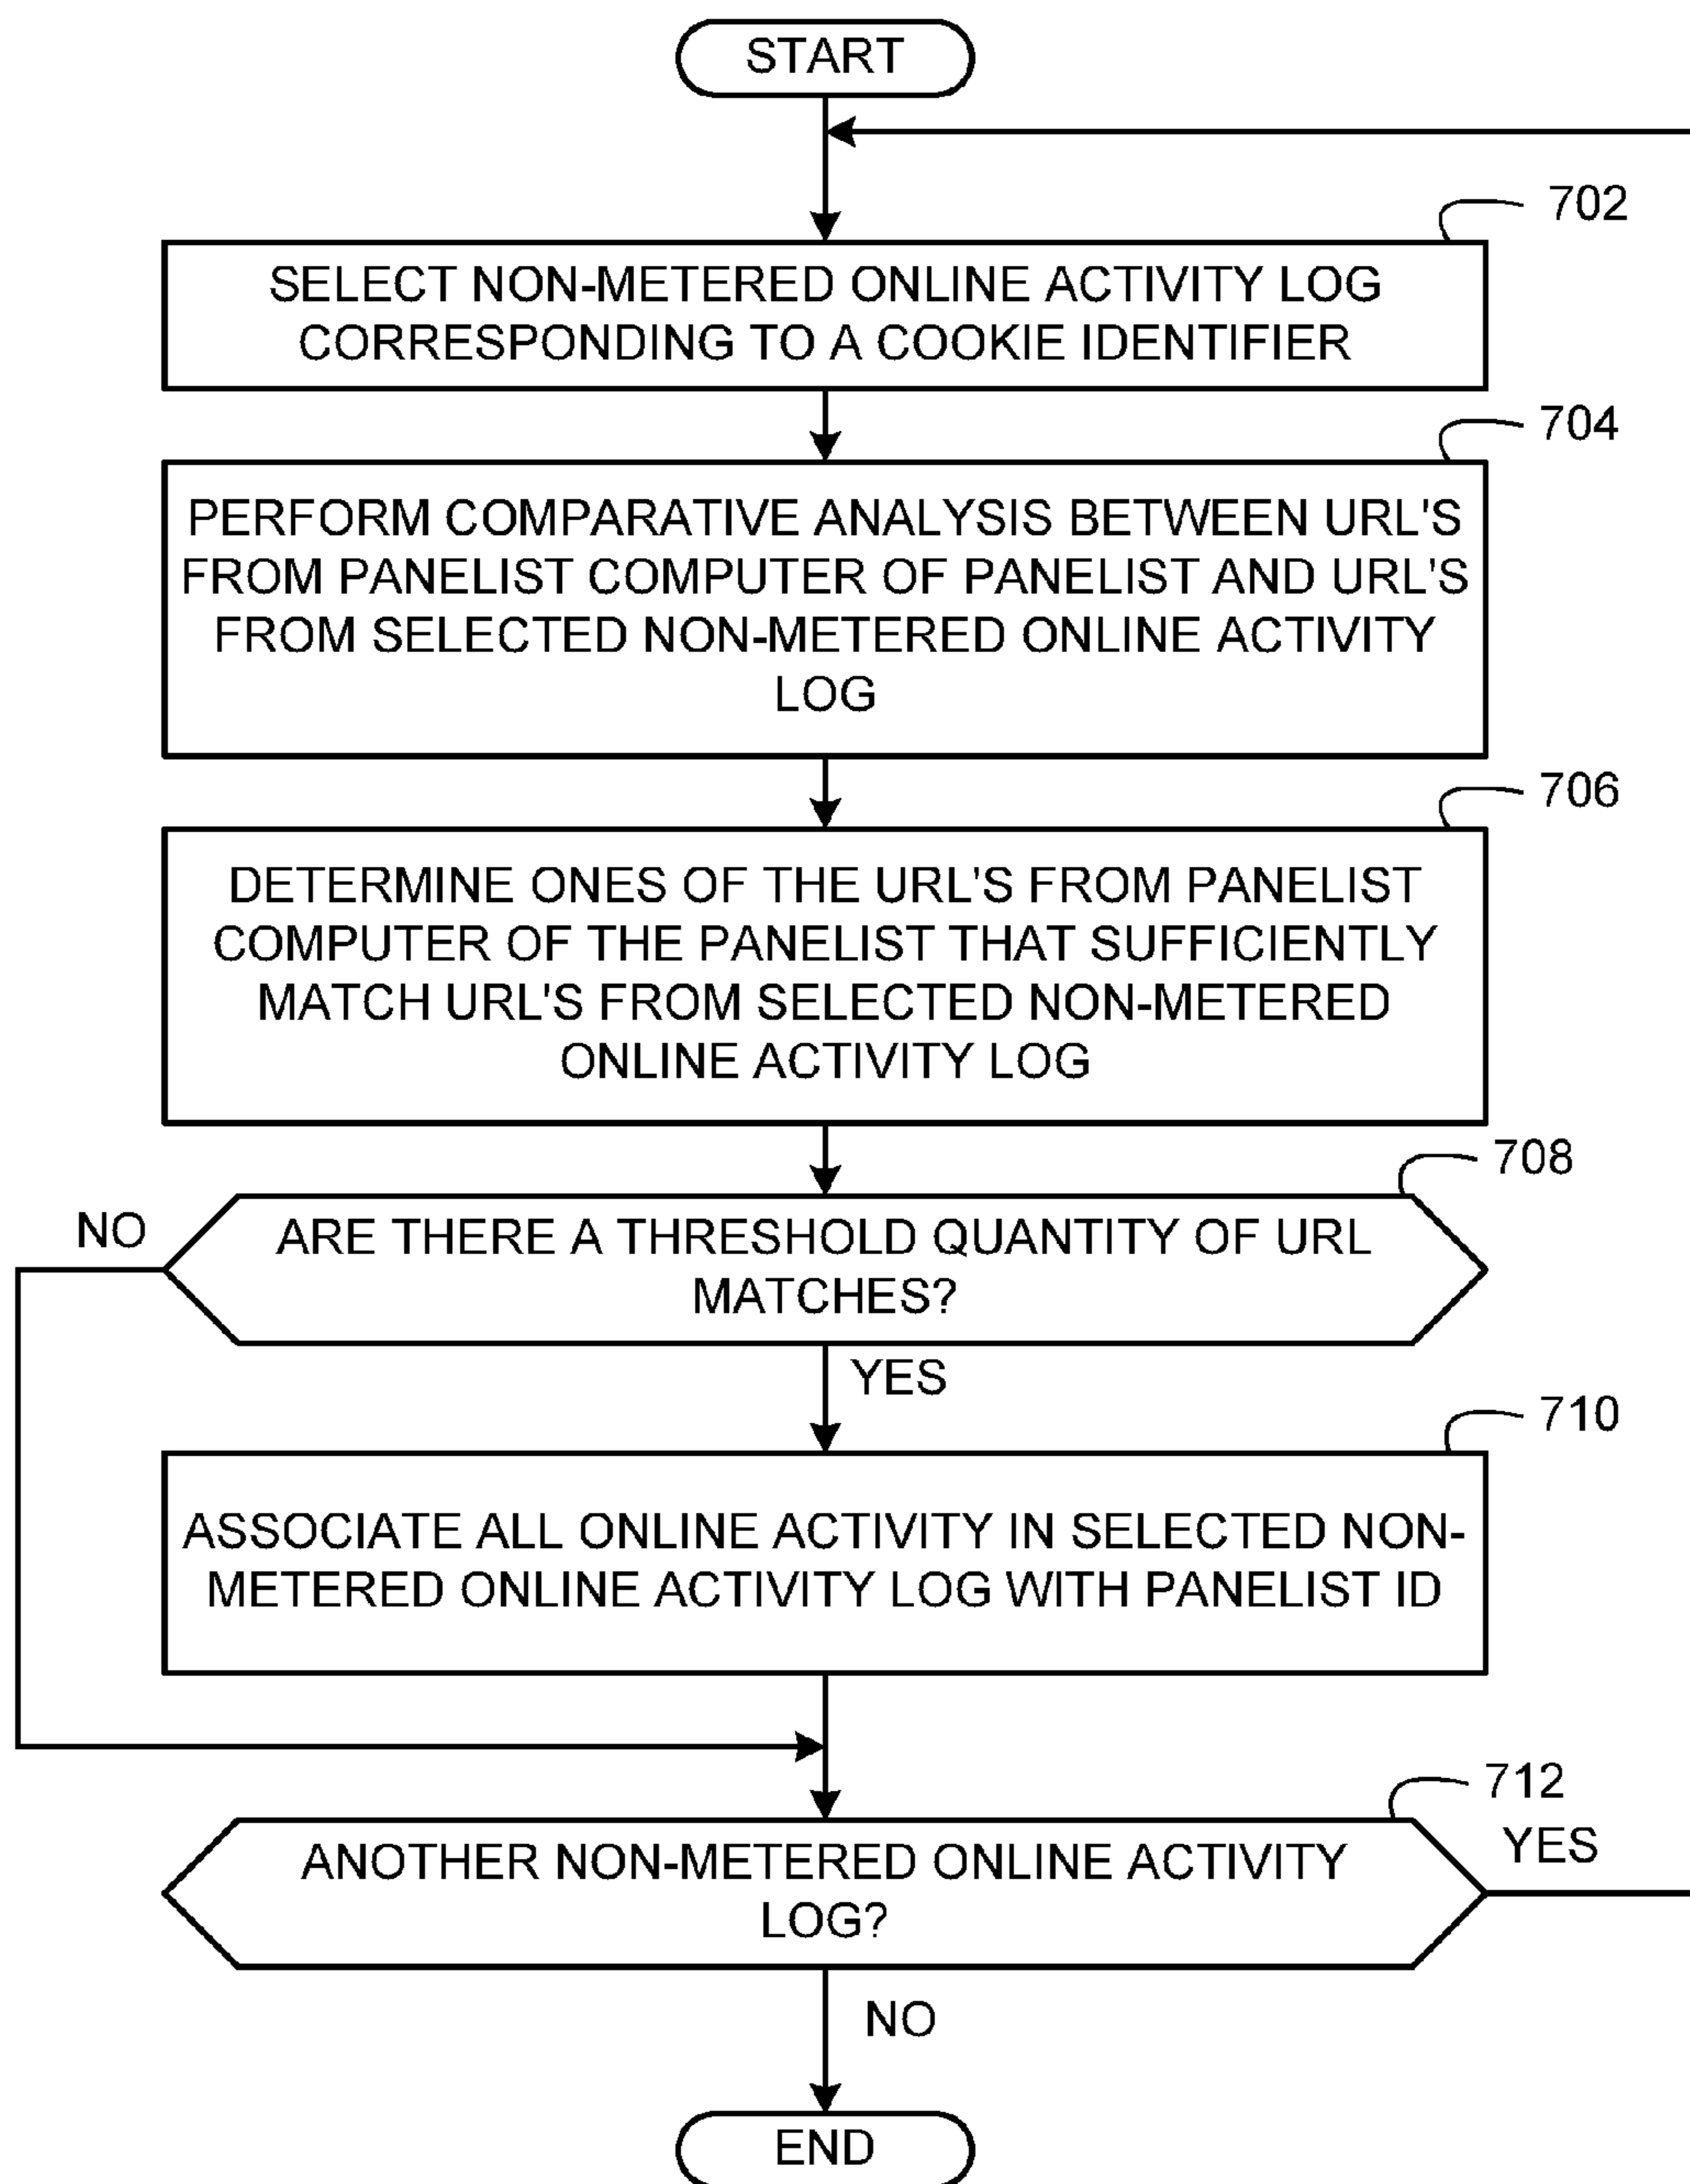 START
702
SELECT NON-METERED ONLINE ACTIVITY LOG
CORRESPONDING TO A COOKIE IDENTIFIER
704
PERFORM COMPARATIVE ANALYSIS BETWEEN URL'S
FROM PANELIST COMPUTER OF PANELIST AND URL'S
FROM SELECTED NON-METERED ONLINE ACTIVITY
LOG
706
DETERMINE ONES OF THE URL'S FROM PANELIST
COMPUTER OF THE PANELIST THAT SUFFICIENTLY
MATCH URL'S FROM SELECTED NON-METERED
ONLINE ACTIVITY LOG
708
NO
ARE THERE A THRESHOLD QUANTITY OF URL
MATCHES?
YES
710
ASSOCIATE ALL ONLINE ACTIVITY IN SELECTED NON-
METERED ONLINE ACTIVITY LOG WITH PANELIST ID
712
YES
ANOTHER NON-METERED ONLINE ACTIVITY
LOG?
NO
END